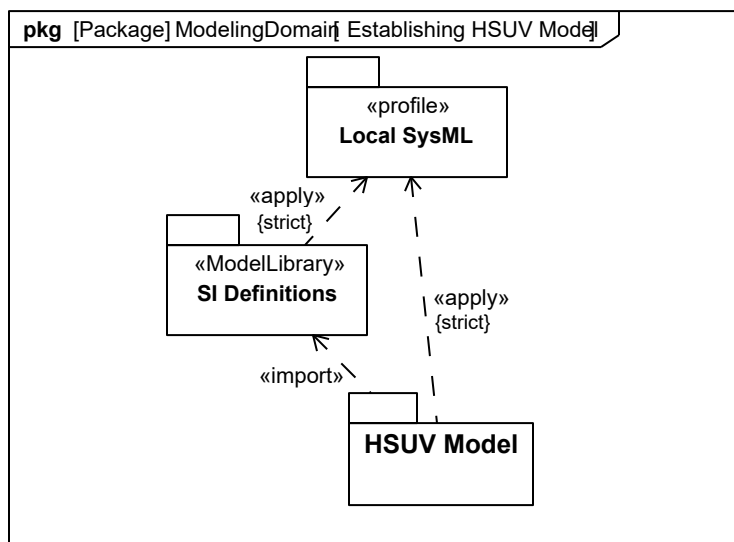 pkg [Package] ModelingDomain[ Establishing HSUV Model]
«profile»
Local SysML
«apply»
{strict}
«ModelLibrary»
SI Definitions
«apply»
{strict}
«import»
HSUV Model